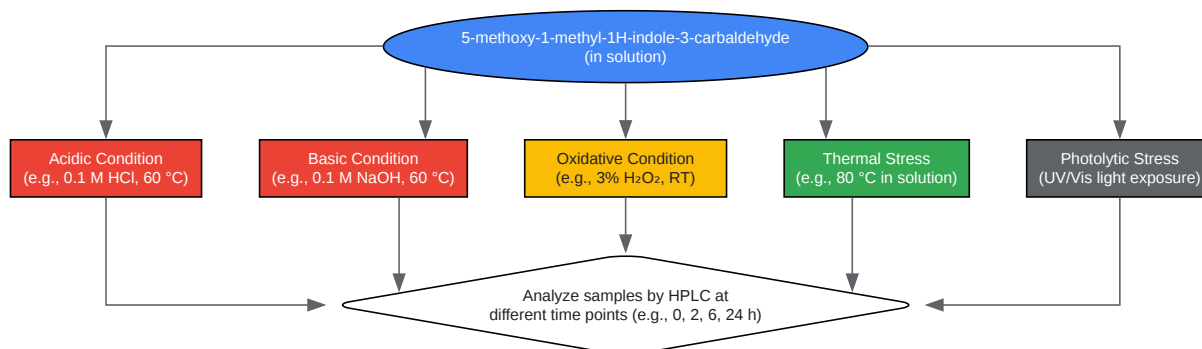 5-methoxy-1-methyl-1H-indole-3-carbaldehyde
(in solution)
Acidic Condition
(e.g., 0.1 M HCl, 60 °C)
Basic Condition
(e.g., 0.1 M NaOH, 60 °C)
Oxidative Condition
(e.g., 3% H₂O₂, RT)
Thermal Stress
(e.g., 80 °C in solution)
Photolytic Stress
(UV/Vis light exposure)
Analyze samples by HPLC at
different time points (e.g., 0, 2, 6, 24 h)